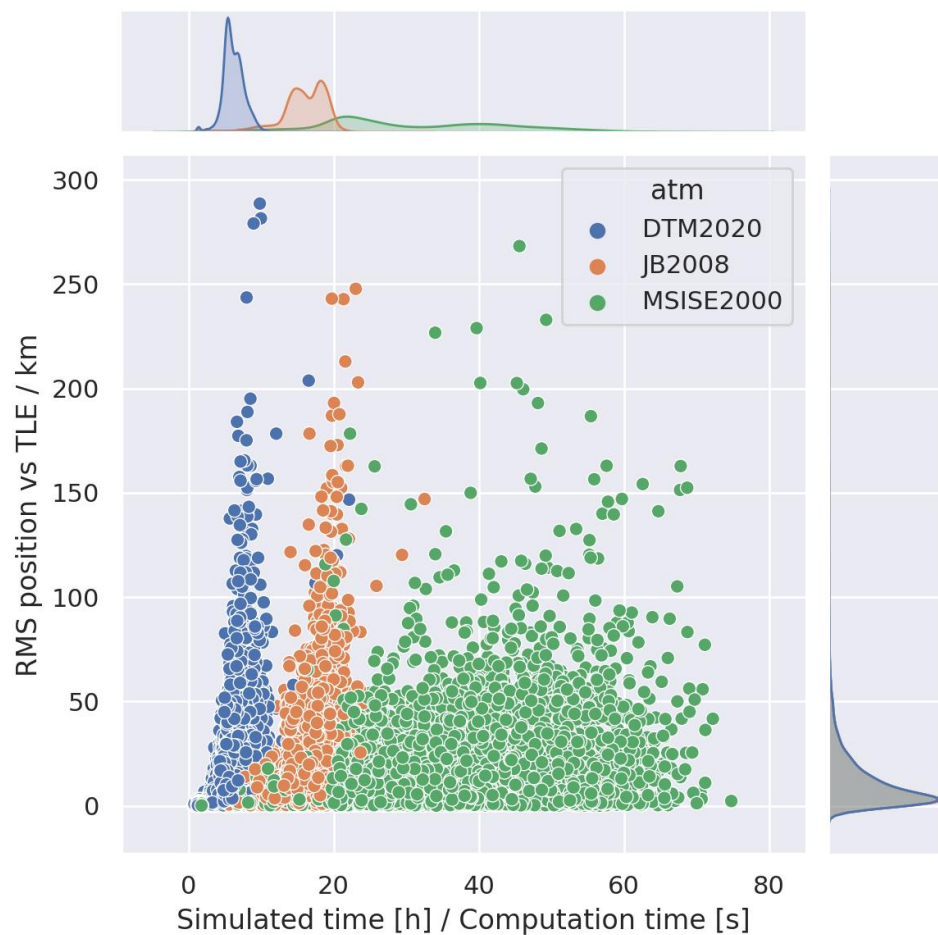 300
250
200
150
100
50
0
RMS position vs TLE / km
atm
DTM2020
JB2008
MSISE2000
0 20 40 60 80
Simulated time [h] / Computation time [s]